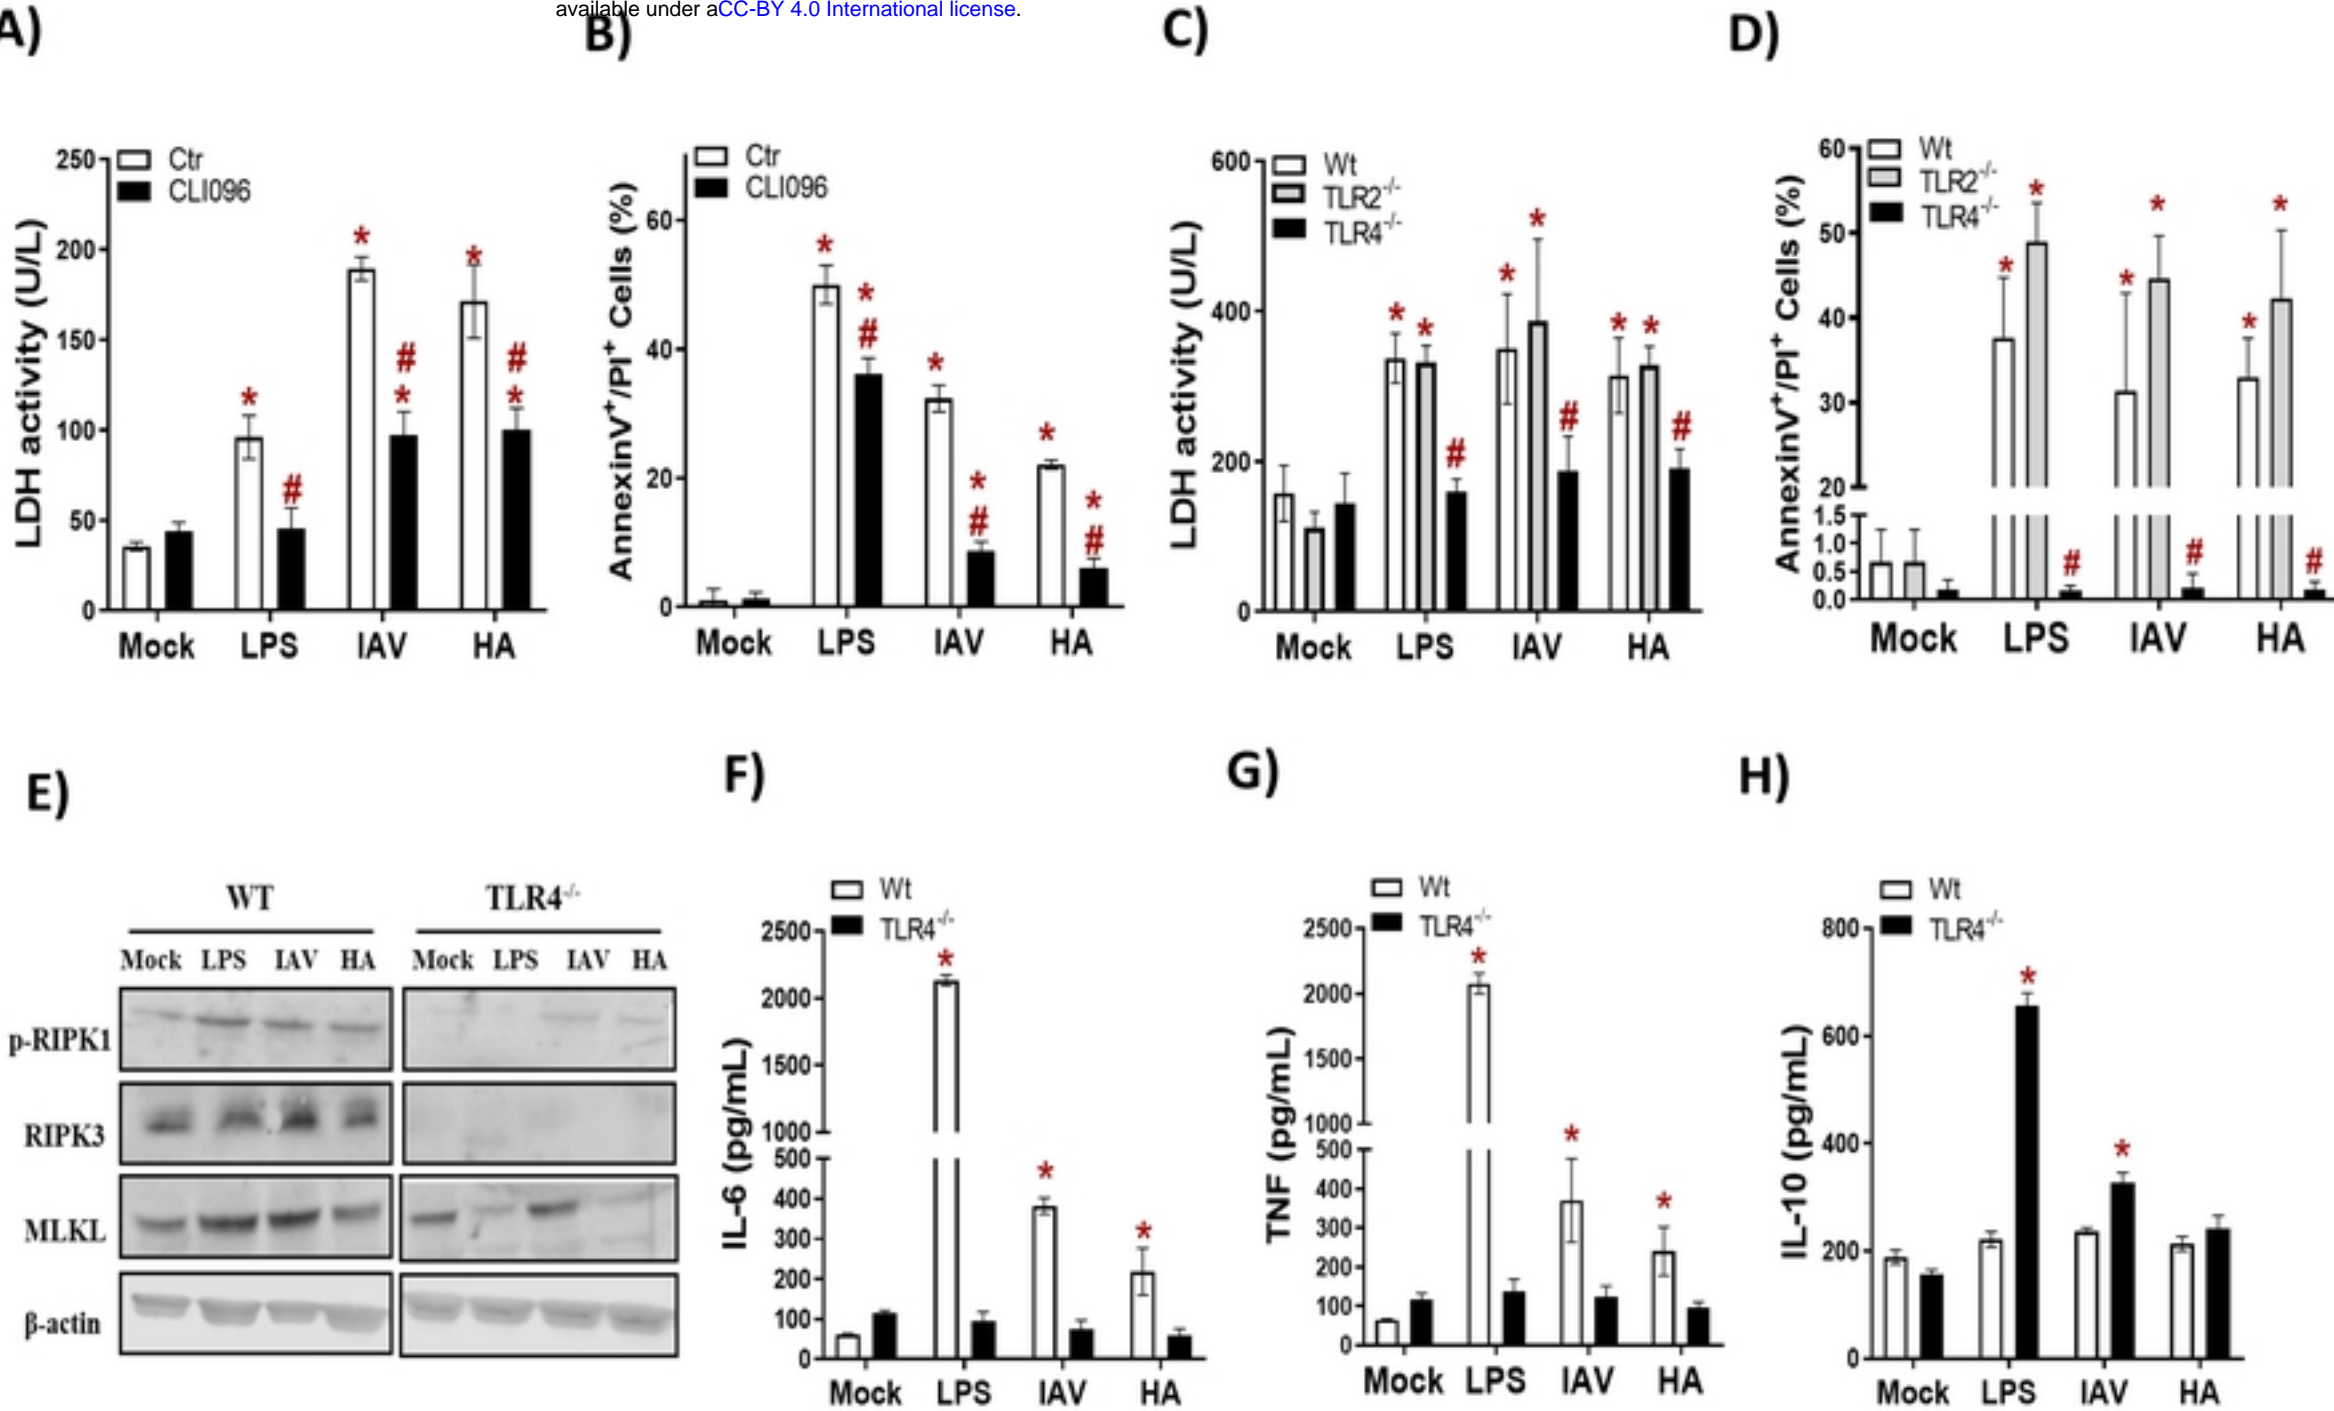 available under aCC-BY 4.0 International license.
A)
250
200
150
100
50
0
LDH activity (U/L)
Ctr
CLI096
*
#
*
#
*
*
#
*
Mock LPS IAV HA
B)
60
40
20
0
AnnexinV+/PI+ Cells (%)
Ctr
CLI096
*
*
#
*
*
#
*
*
#
Mock LPS IAV HA
C)
600
400
200
0
LDH activity (U/L)
Wt
TLR2-/-
TLR4-/-
*
*
#
*
*
#
*
*
#
Mock LPS IAV HA
D)
60
50
40
30
20
1.5
1.0
0.5
0.0
AnnexinV+/PI+ Cells (%)
Wt
TLR2-/-
TLR4-/-
*
*
#
*
*
#
*
*
#
Mock LPS IAV HA
E)
WT TLR4-/-
Mock LPS IAV HA Mock LPS IAV HA
p-RIPK1
RIPK3
MLKL
β-actin
F)
Wt
TLR4-/-
2500
2000
1500
1000
500
400
300
200
100
0
IL-6 (pg/mL)
*
*
*
Mock LPS IAV HA
G)
Wt
TLR4-/-
2500
2000
1500
1000
500
400
300
200
100
0
TNF (pg/mL)
*
*
*
Mock LPS IAV HA
H)
Wt
TLR4-/-
800
600
400
200
0
IL-10 (pg/mL)
*
*
Mock LPS IAV HA